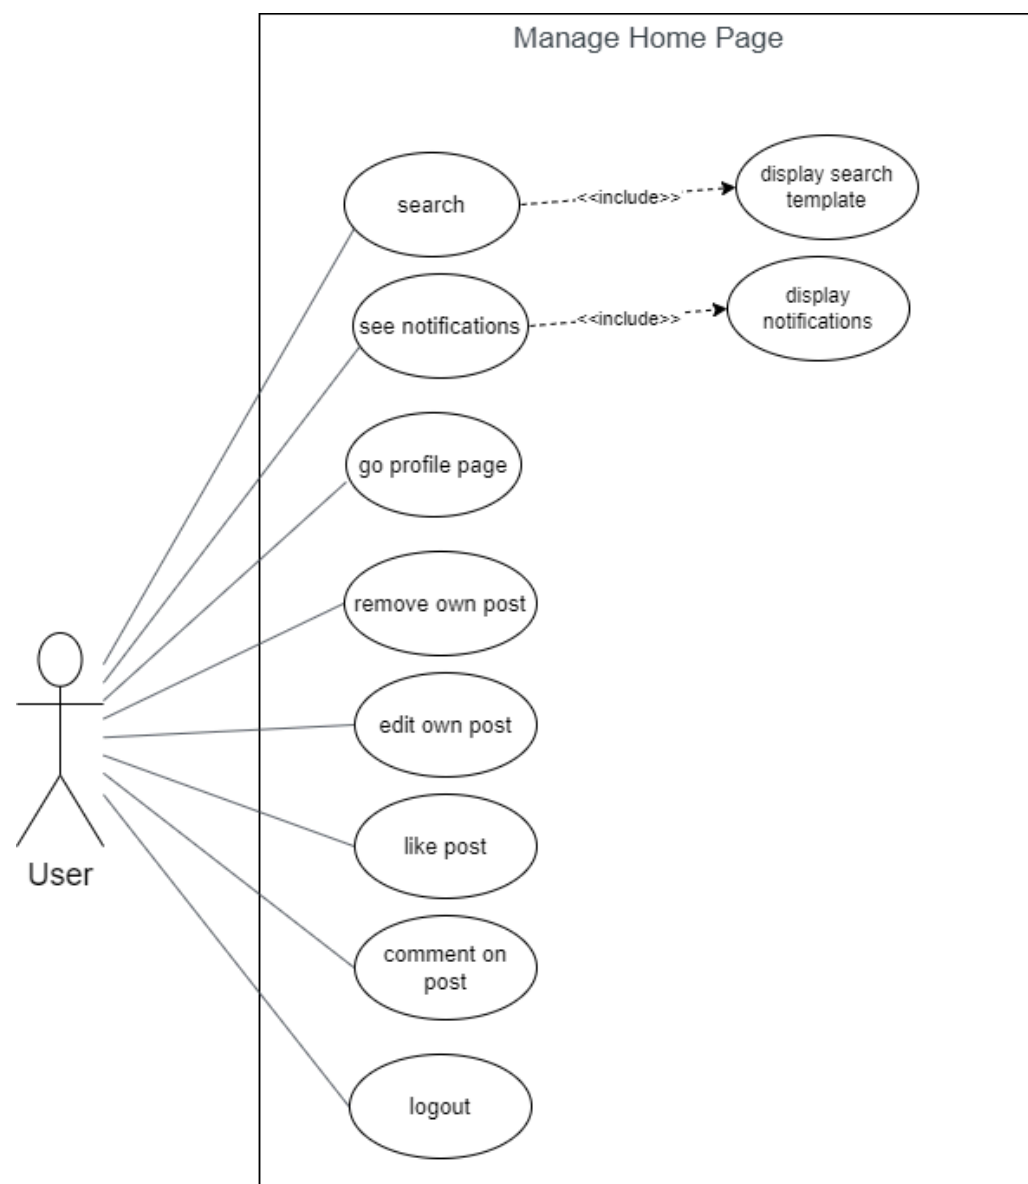 Manage Home Page
search
<<include>>
display search
template
see notifications
<<include>>
display
notifications
go profile page
remove own post
edit own post
like post
User
comment on
post
logout